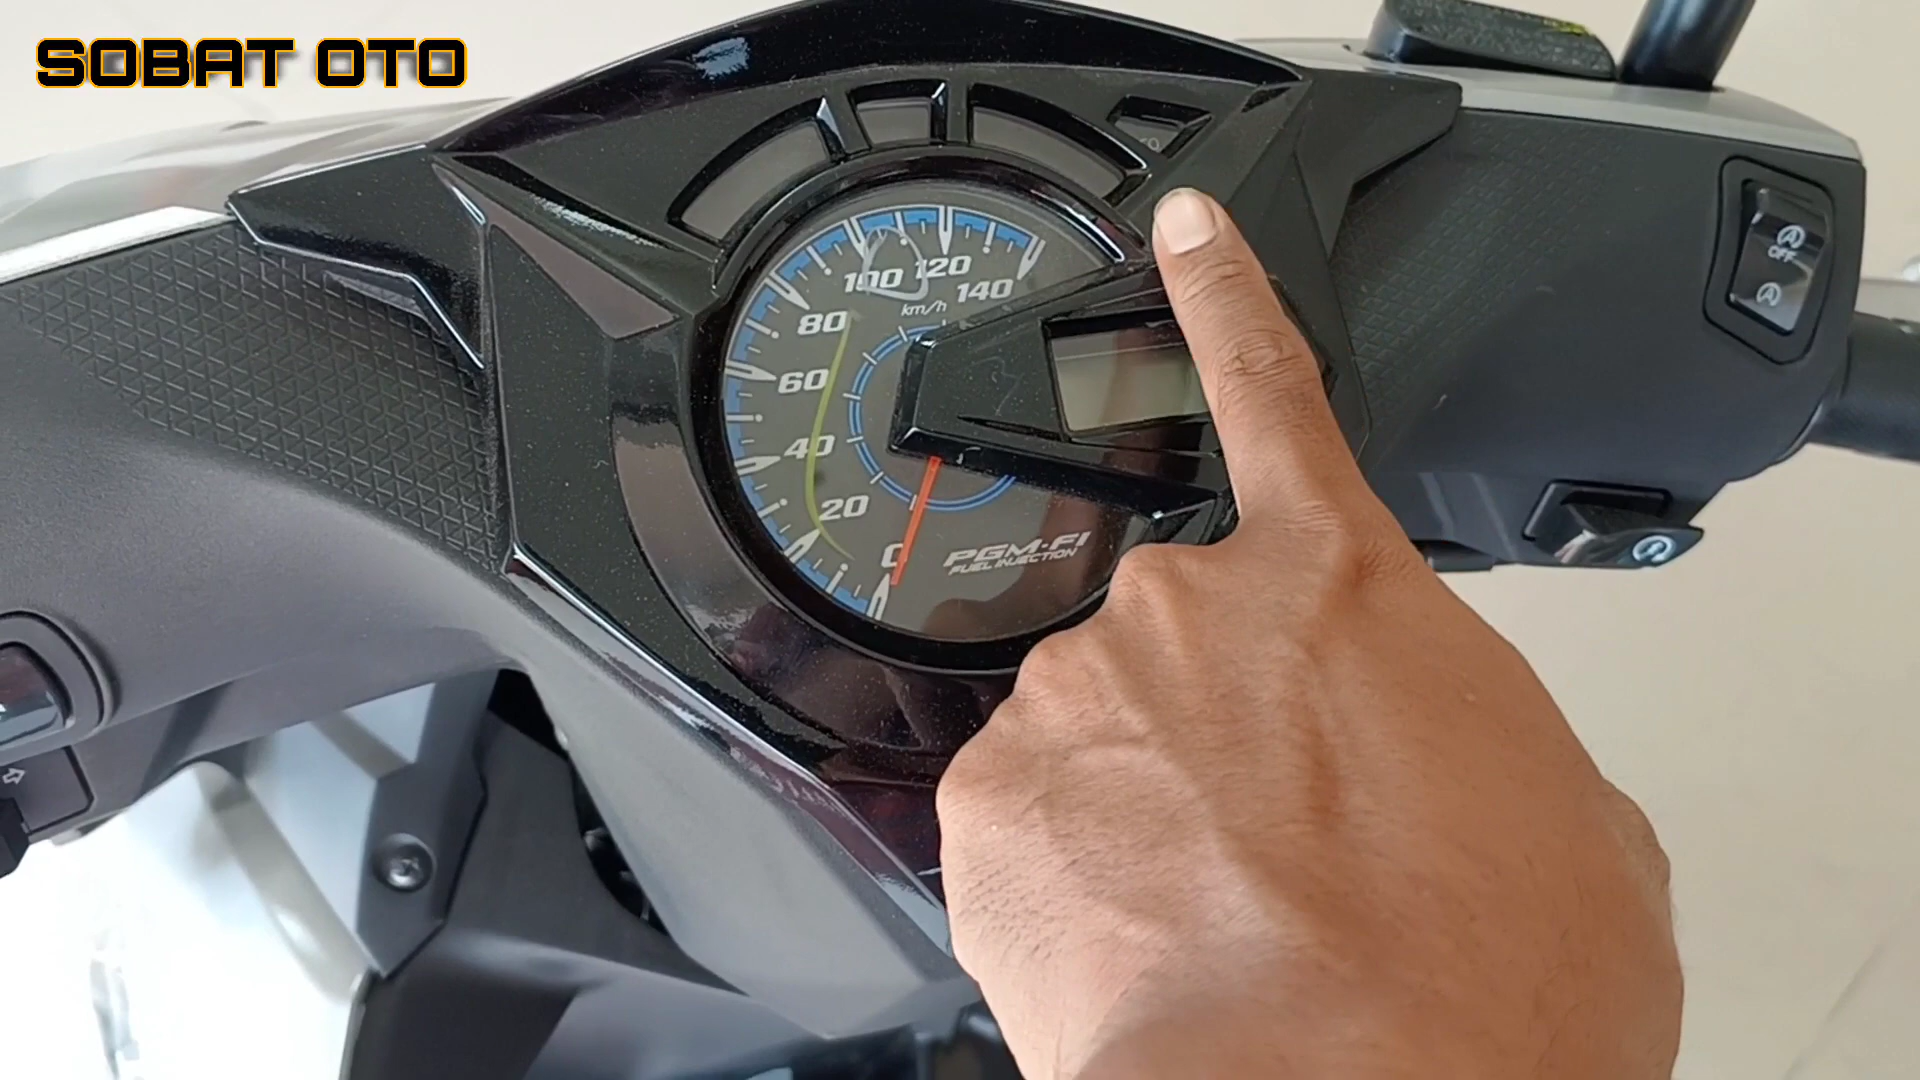 SOBAT OTO
100
120
140
km/h
80
60
40
20
0
PGM-FI
FUEL INJECTION
A
OFF
A